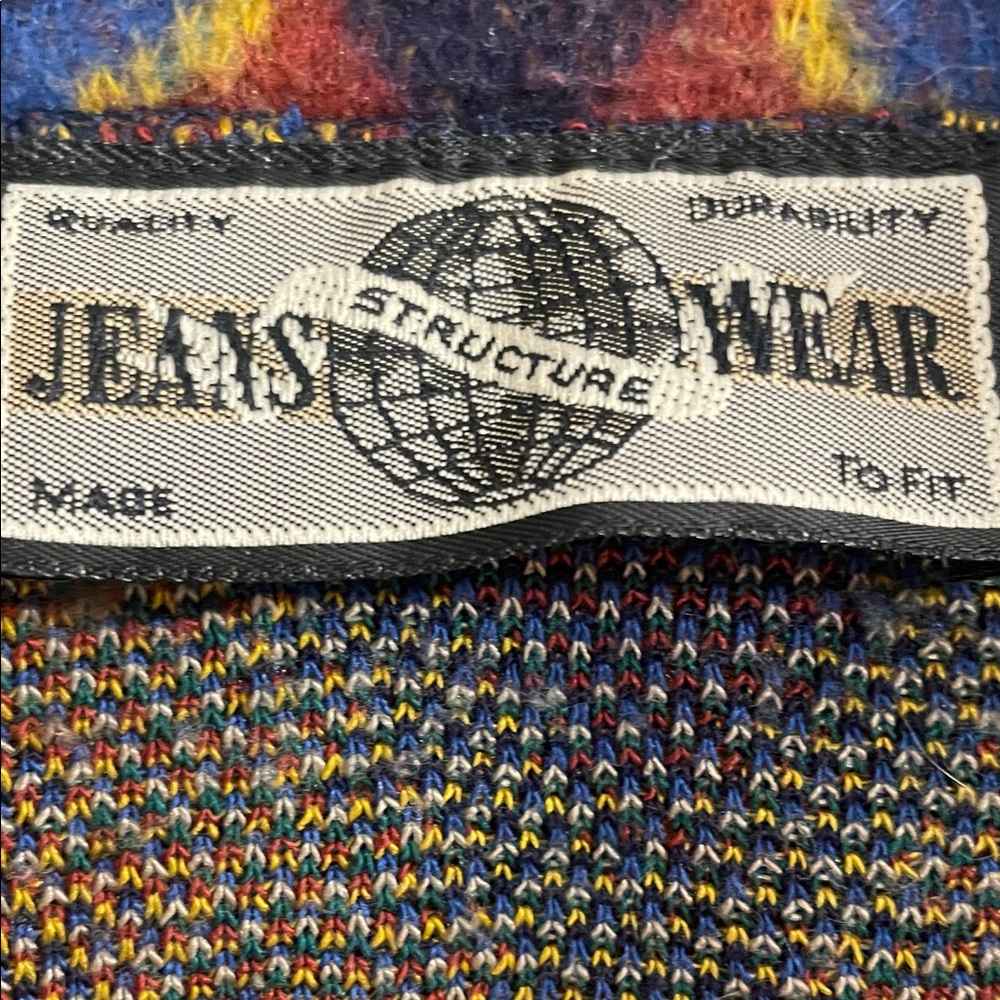 QUALITY DURABILITY
JEANS STRUCTURE WEAR
MADE TO FIT